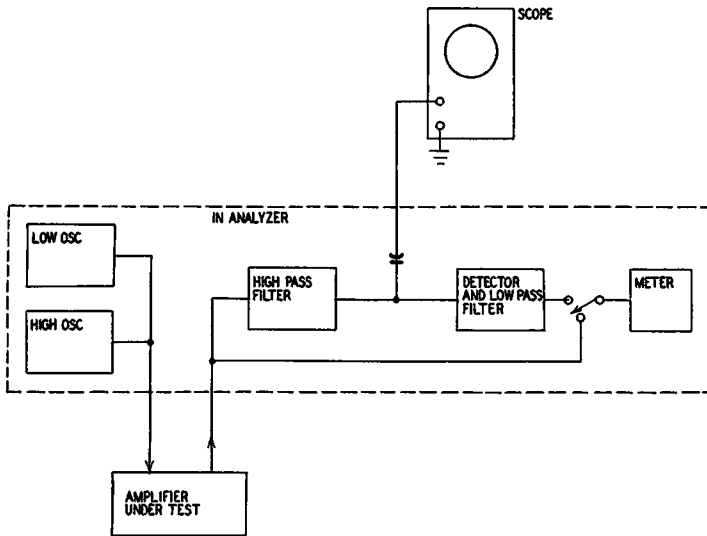 SCOPE
IN ANALYZER
LOW OSC
HIGH OSC
HIGH PASS
FILTER
DETECTOR
AND LOW PASS
FILTER
METER
AMPLIFIER
UNDER TEST